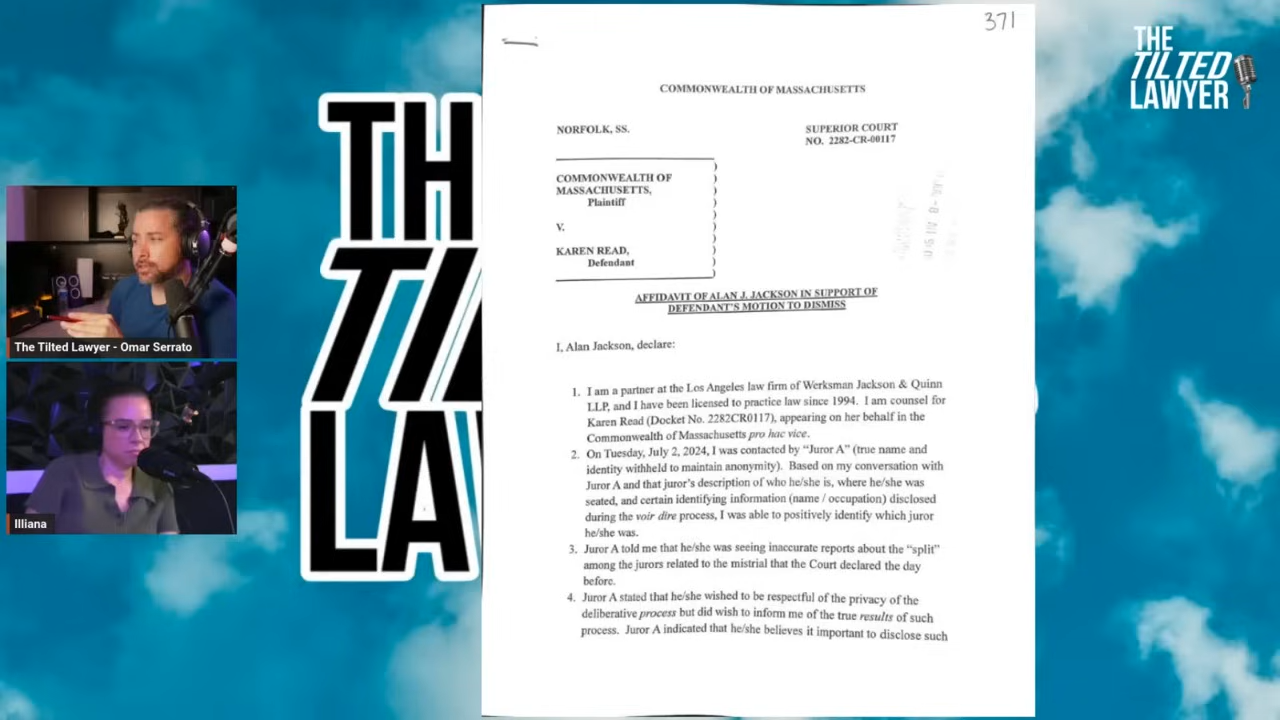 371
THE
TILTED
LAWYER
COMMONWEALTH OF MASSACHUSETTS
NORFOLK, SS.
SUPERIOR COURT
NO. 2282-CR-00117
COMMONWEALTH OF
MASSACHUSETTS,
Plaintiff
V.
KAREN READ,
Defendant
AFFIDAVIT OF ALAN J. JACKSON IN SUPPORT OF
DEFENDANT'S MOTION TO DISMISS
I, Alan Jackson, declare:
1. I am a partner at the Los Angeles law firm of Werksman Jackson & Quinn
LLP, and I have been licensed to practice law since 1994. I am counsel for
Karen Read (Docket No. 2282CR0117), appearing on her behalf in the
Commonwealth of Massachusetts pro hac vice.
2. On Tuesday, July 2, 2024, I was contacted by "Juror A" (true name and
identity withheld to maintain anonymity). Based on my conversation with
Juror A and that juror's description of who he/she is, where he/she was
seated, and certain identifying information (name / occupation) disclosed
during the voir dire process, I was able to positively identify which juror
he/she was.
3. Juror A told me that he/she was seeing inaccurate reports about the "split"
among the jurors related to the mistrial that the Court declared the day
before.
4. Juror A stated that he/she wished to be respectful of the privacy of the
deliberative process but did wish to inform me of the true results of such
process. Juror A indicated that he/she believes it important to disclose such
TH
TIL
LA
The Tilted Lawyer - Omar Serrato
Illiana